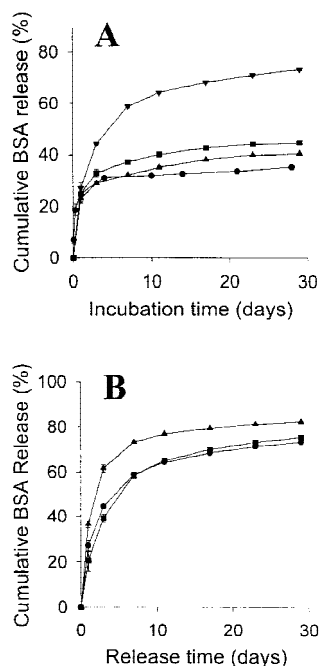 A
Cumulative BSA release (%)
80
60
40
20
0
0 10 20 30
Incubation time (days)
B
Cumulative BSA Release (%)
100
80
60
40
20
0
0 10 20 30
Release time (days)